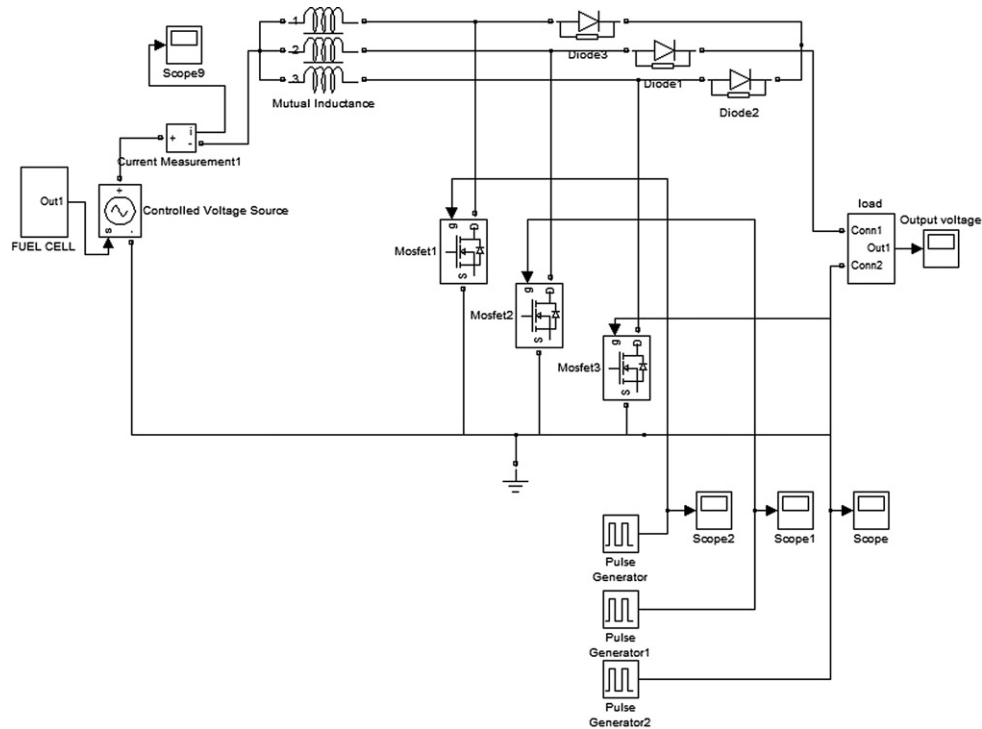 1
2
3
Mutual Inductance
Diode3
Diode1
Diode2
Scope9
+
i
-
Current Measurement1
Out1
FUEL CELL
+
s
-
Controlled Voltage Source
g
D
Mosfet1
S
g
D
Mosfet2
S
g
D
Mosfet3
S
load
Conn1
Out1
Conn2
Output voltage
Scope2
Scope1
Scope
Pulse
Generator
Pulse
Generator1
Pulse
Generator2